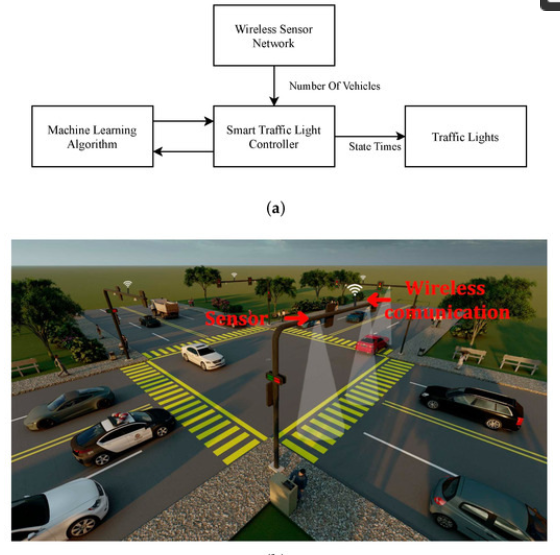 Wireless Sensor
Network
Number Of Vehicles
Machine Learning
Algorithm
Smart Traffic Light
Controller
State Times
Traffic Lights
(a)
Sensor
Wireless
comunication